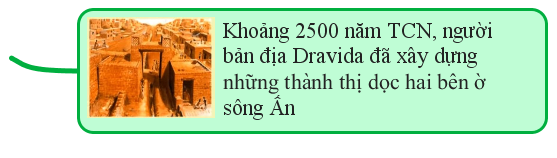 Khoảng 2500 năm TCN, người
bản địa Dravida đã xây dựng
những thành thị dọc hai bên ờ
sông Ấn